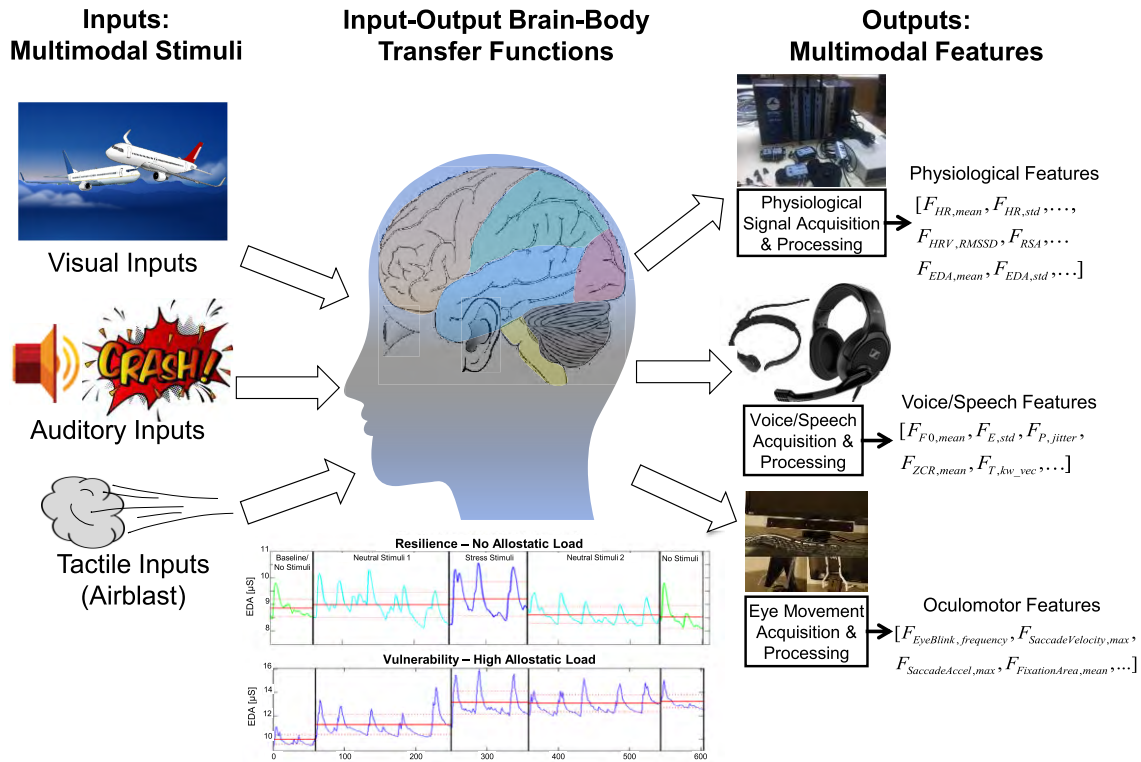 Inputs:
Multimodal Stimuli
Input-Output Brain-Body
Transfer Functions
Outputs:
Multimodal Features
Visual Inputs
CRASH!
Auditory Inputs
Tactile Inputs
(Airblast)
Physiological
Signal Acquisition
& Processing
Physiological Features
[F_{HR,mean}, F_{HR,std},...,
F_{HRV,RMSSD}, F_{RSA},...
F_{EDA,mean}, F_{EDA,std},...]
Voice/Speech
Acquisition &
Processing
Voice/Speech Features
[F_{F0,mean}, F_{E,std}, F_{P,jitter},
F_{ZCR,mean}, F_{T,kw_vec},...]
Eye Movement
Acquisition &
Processing
Oculomotor Features
[F_{EyeBlink,frequency}, F_{SaccadeVelocity,max},
F_{SaccadeAccel,max}, F_{FixationArea,mean},...]
Resilience – No Allostatic Load
Baseline/
No Stimuli
Neutral Stimuli 1
Stress Stimuli
Neutral Stimuli 2
No Stimuli
EDA [µS]
11
10
9
8
Vulnerability – High Allostatic Load
EDA [µS]
16
14
12
10
0 100 200 300 400 500 600